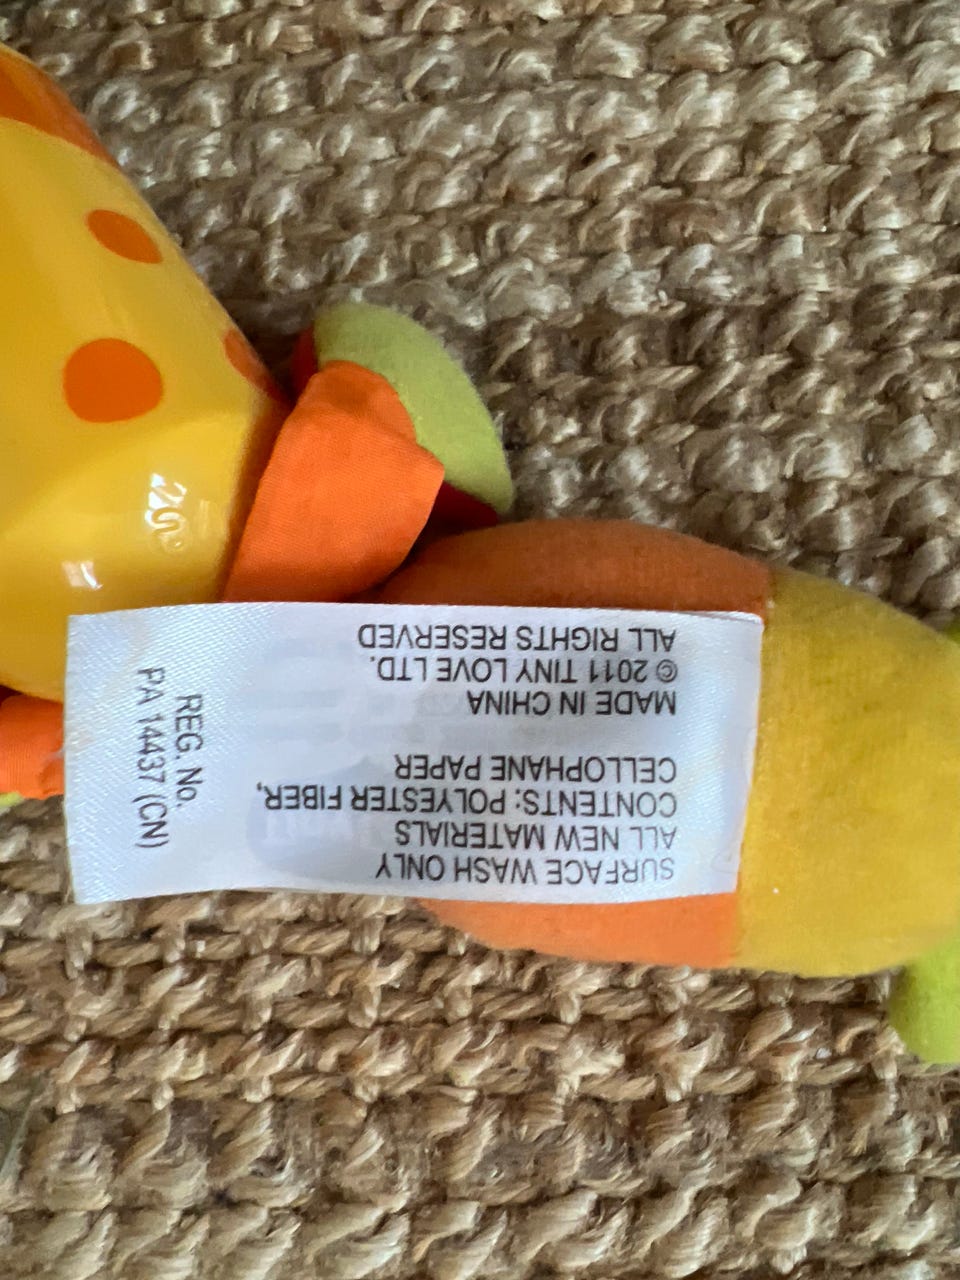 SURFACE WASH ONLY
ALL NEW MATERIALS
CONTENTS: POLYESTER FIBER,
CELLOPHANE PAPER
MADE IN CHINA
© 2011 TINY LOVE LTD.
ALL RIGHTS RESERVED
REG. No.
PA 14437 (CN)